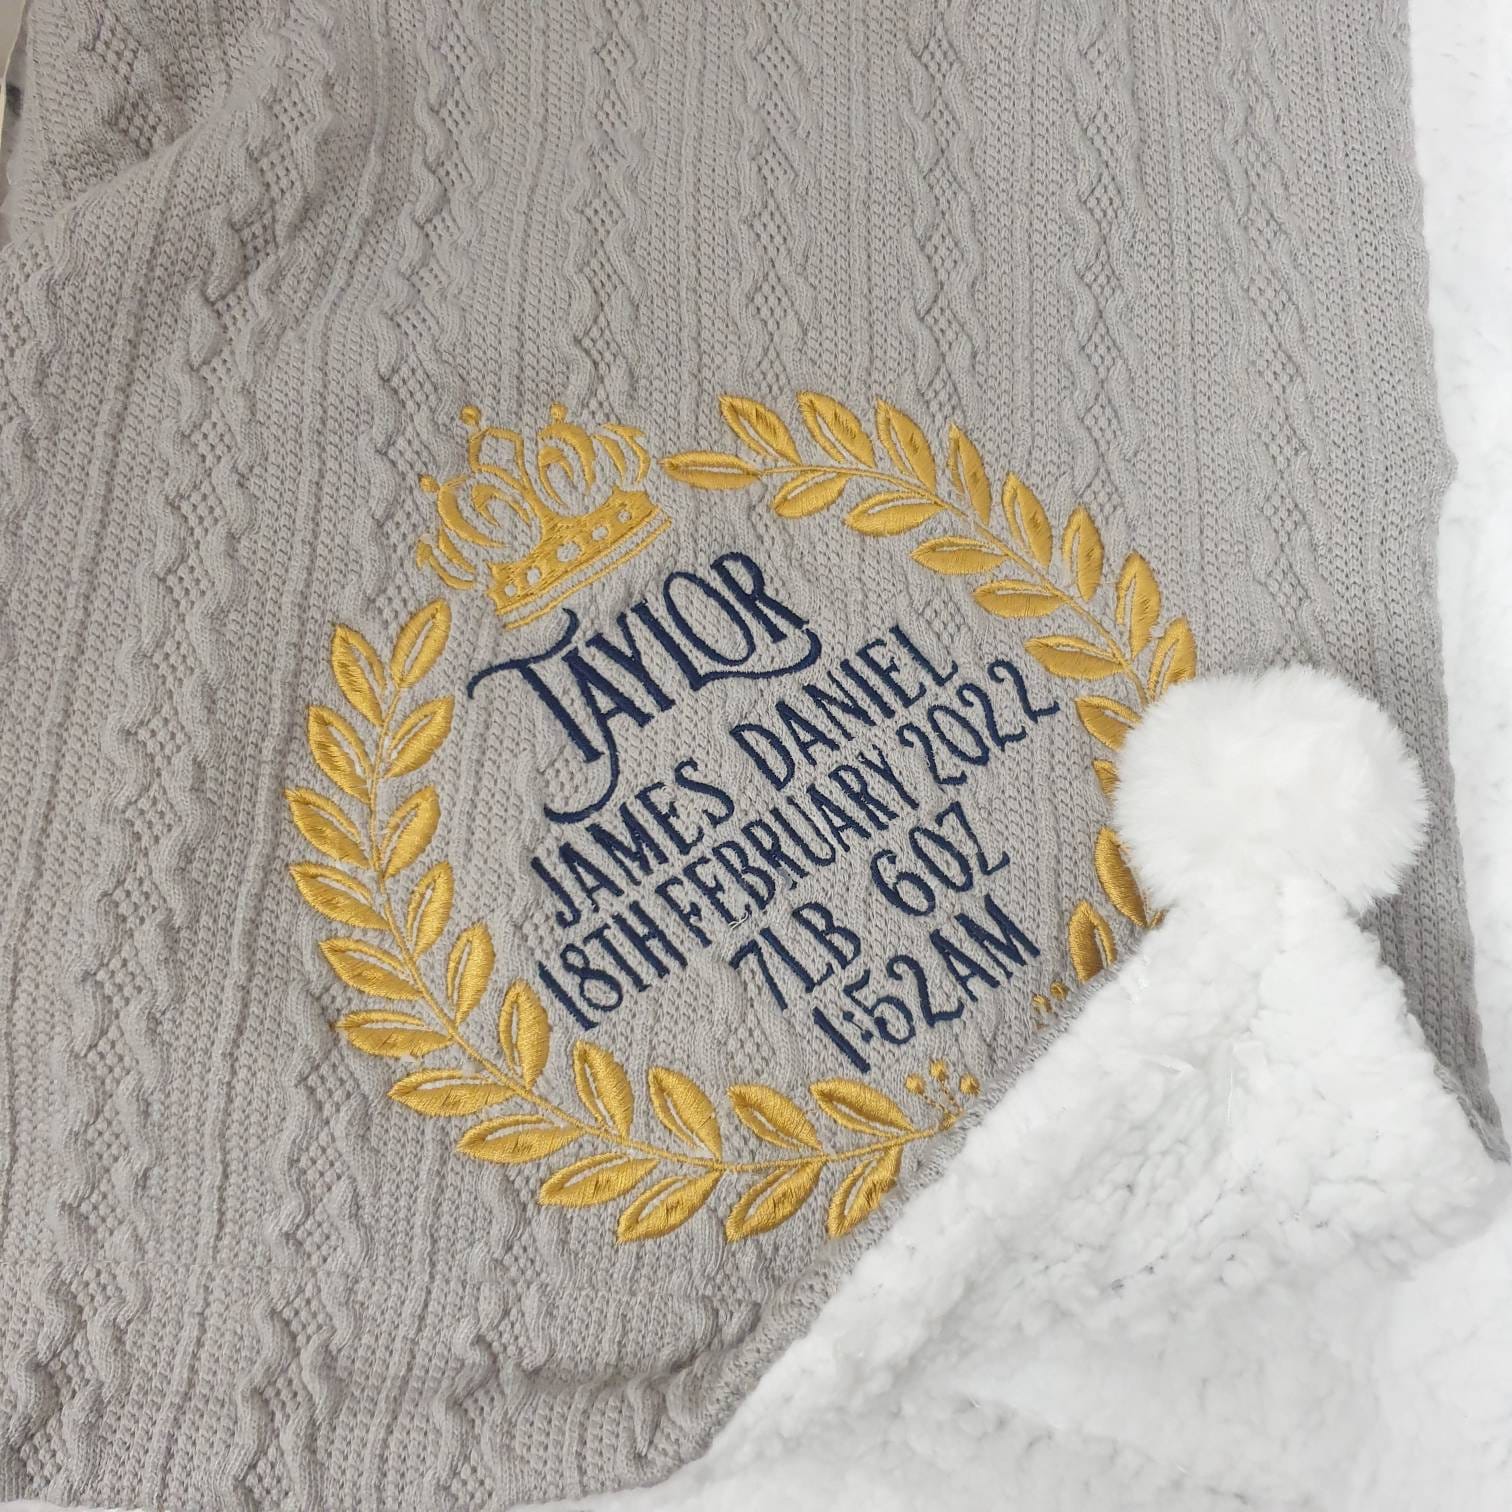 TAYLOR
JAMES DANIEL
18TH FEBRUARY 2022
7LB 6OZ
1:52AM